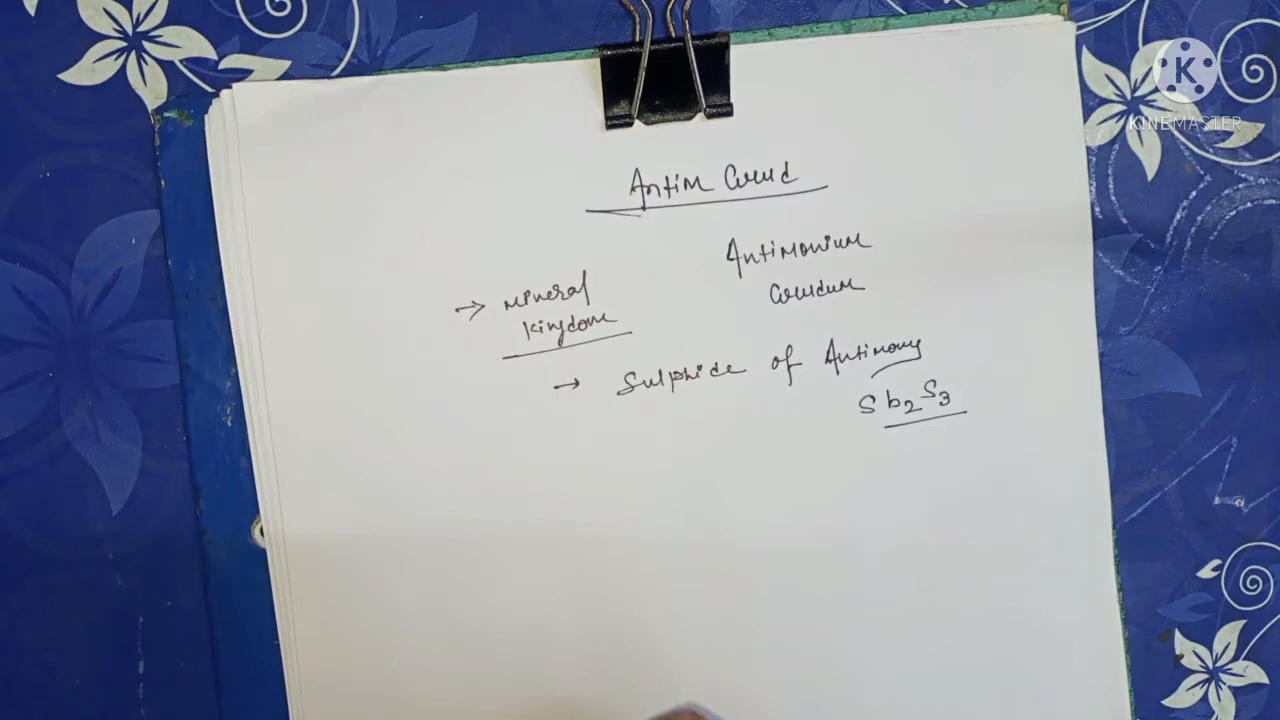 Antim Crud
Antimonium
crudum
→ Mineral
kingdom
→ Sulphide of Antimony
Sb2S3
K
KINEMASTER